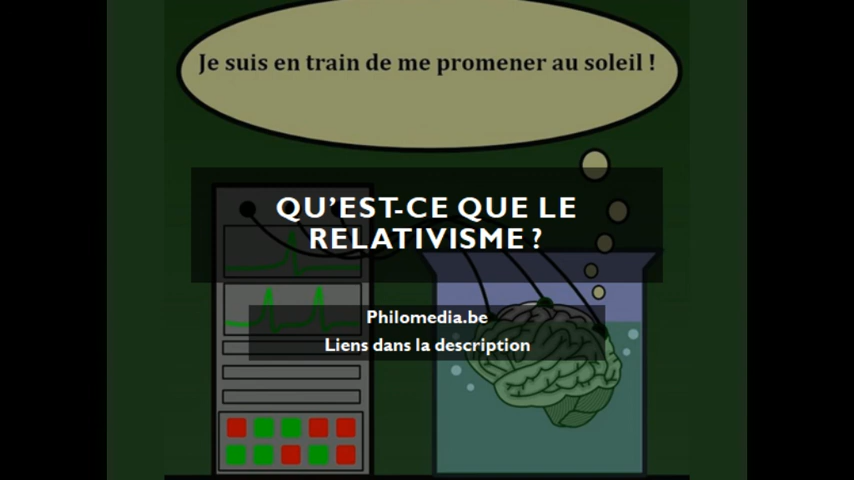 Je suis en train de me promener au soleil !
QU’EST-CE QUE LE
RELATIVISME ?
Philomedia.be
Liens dans la description